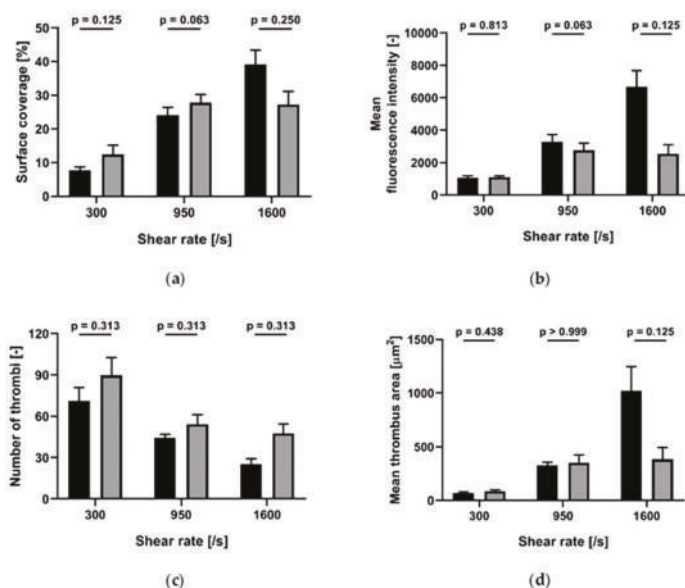 p = 0.125 p = 0.063 p = 0.250
Surface coverage [%]
50
40
30
20
10
0
300 950 1600
Shear rate [/s]
(a)
p = 0.813 p = 0.063 p = 0.125
Mean
fluorescence intensity [-]
10000
8000
6000
4000
2000
0
300 950 1600
Shear rate [/s]
(b)
p = 0.313 p = 0.313 p = 0.313
Number of thrombi [-]
120
90
60
30
0
300 950 1600
Shear rate [/s]
(c)
p = 0.438 p > 0.999 p = 0.125
Mean thrombus area [µm²]
1500
1000
500
0
300 950 1600
Shear rate [/s]
(d)